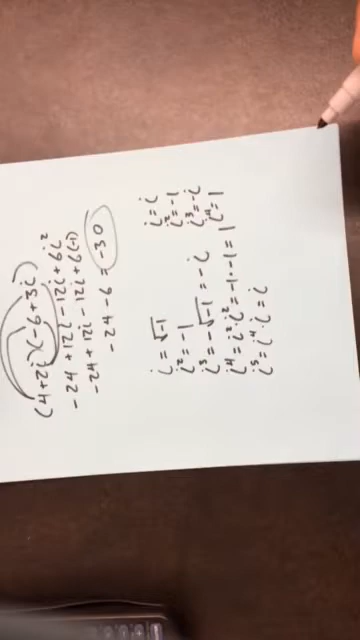 (4+2i)(-6+3i)
-24+12i-12i+6i²
-24+12i-12i+6(-1)
-24-6=-30
i=√-1
i²=-1
i³=-√-1=-i
i⁴=i²·i²=-1·-1=1
i⁵=i⁴·i=i
i=i
i²=-1
i³=-i
i⁴=1